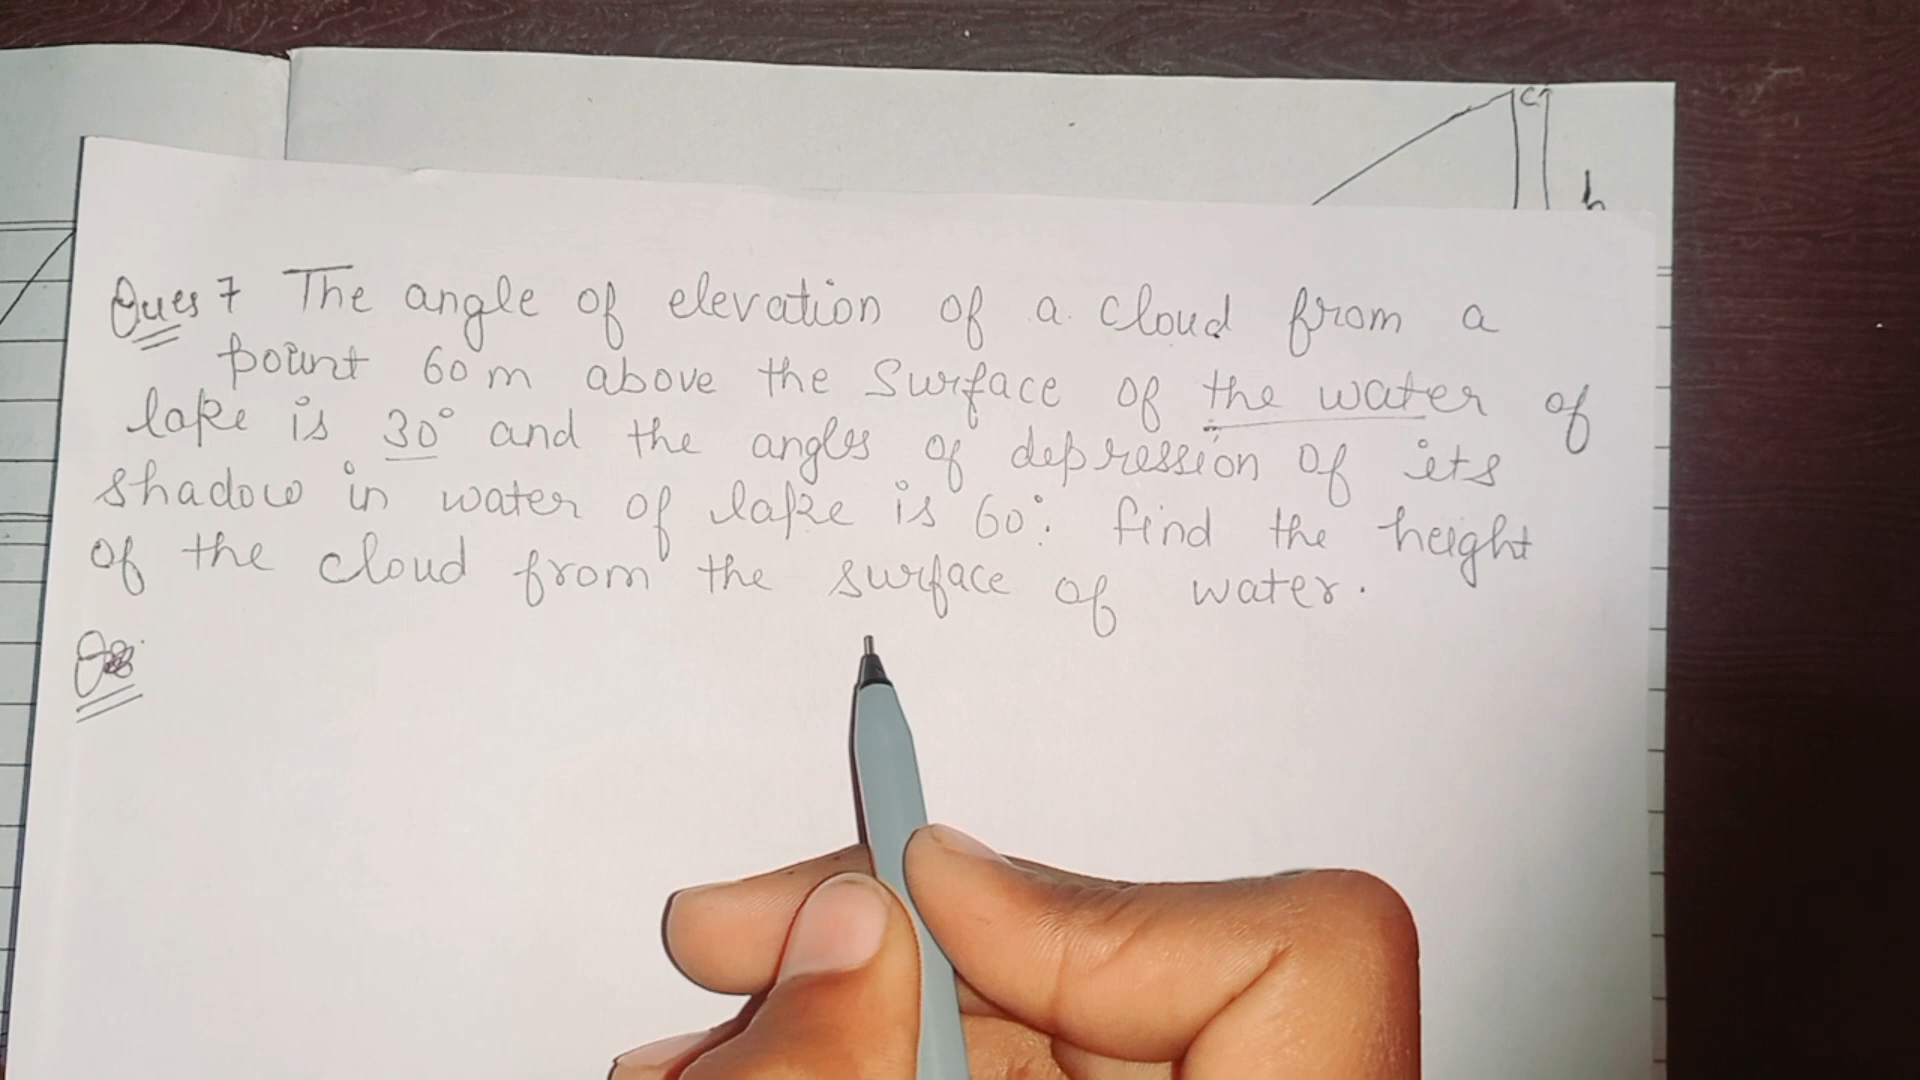 C
h
Ques 7 The angle of elevation of a cloud from a
point 60 m above the surface of the water of
lake is 30° and the angles of depression of its
shadow in water of lake is 60°. find the height
of the cloud from the surface of water.